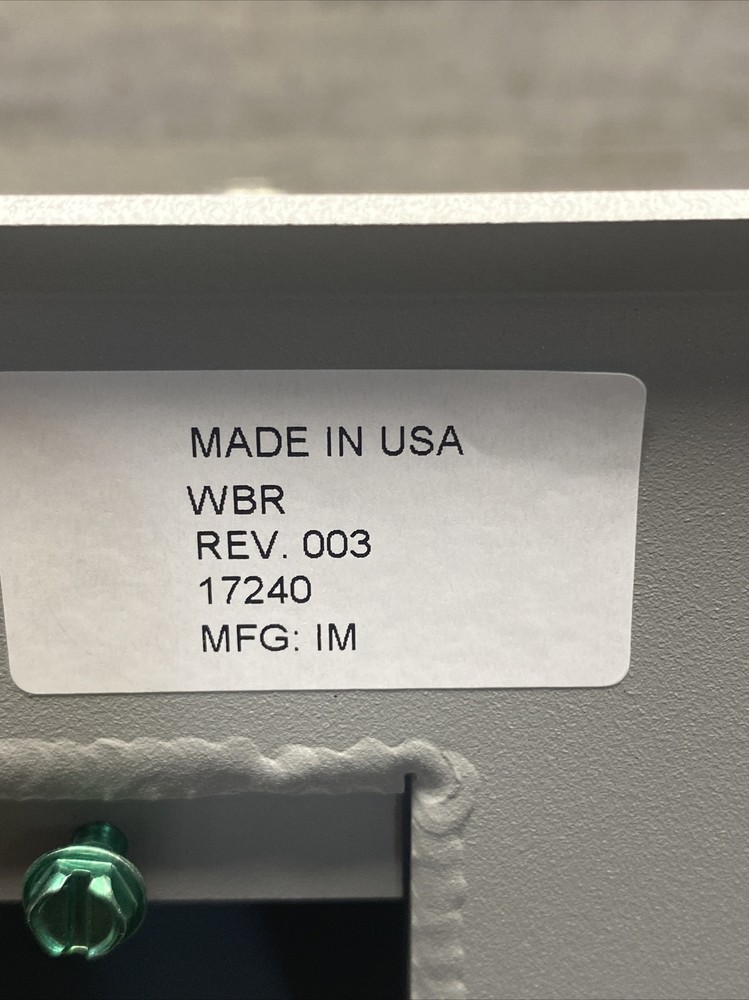 MADE IN USA
WBR
REV. 003
17240
MFG: IM